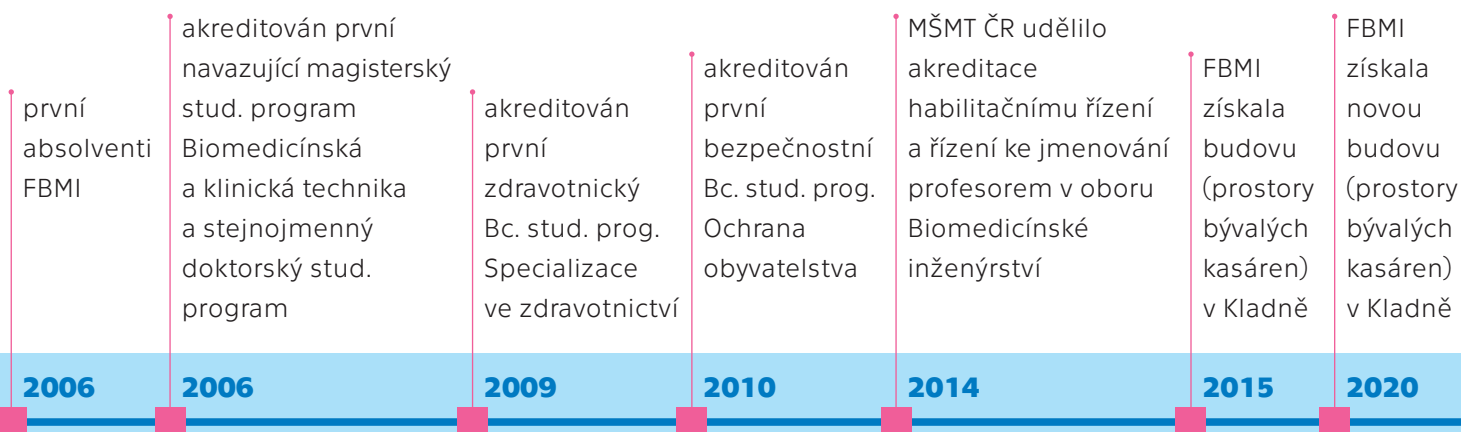 první
absolventi
FBMI
2006
akreditován první
navazující magisterský
stud. program
Biomedicínská
a klinická technika
a stejnojmenný
doktorský stud.
program
2006
akreditován
první
zdravotnický
Bc. stud. prog.
Specializace
ve zdravotnictví
2009
akreditován
první
bezpečnostní
Bc. stud. prog.
Ochrana
obyvatelstva
2010
MŠMT ČR udělilo
akreditace
habilitačnímu řízení
a řízení ke jmenování
profesorem v oboru
Biomedicínské
inženýrství
2014
FBMI
získala
budovu
(prostory
bývalých
kasáren)
v Kladně
2015
FBMI
získala
novou
budovu
(prostory
bývalých
kasáren)
v Kladně
2020